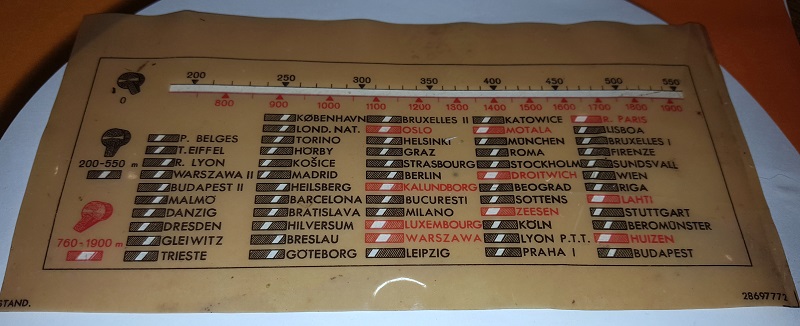 200 250 300 350 400 450 500 550
0
800 900 1100 1200 1300 1400 1500 1700 1800 1900
KØBENHAVN BRUXELLES II KATOWICE R. PARIS
LOND. NAT. OSLO MOTALA LISBOA
P. BELGES TORINO HELSINKI MÜNCHEN BRUXELLES I
T. EIFFEL HÖRBY GRAZ ROMA FIRENZE
200-550 m R. LYON KOŠICE STRASBOURG STOCKHOLM SUNDSVALL
WARSZAWA II MADRID BERLIN DROITWICH WIEN
BUDAPEST II HEILSBERG KALUNDBORG BEOGRAD RIGA
MALMÖ BARCELONA BUCURESTI SOTTENS LAHTI
DANZIG BRATISLAVA MILANO ZEESEN STUTTGART
DRESDEN HILVERSUM LUXEMBOURG KÖLN BEROMÜNSTER
760-1900 m GLEIWITZ BRESLAU WARSZAWA LYON P.T.T. HUIZEN
TRIESTE GÖTEBORG LEIPZIG PRAHA I BUDAPEST
STAND. 28697772